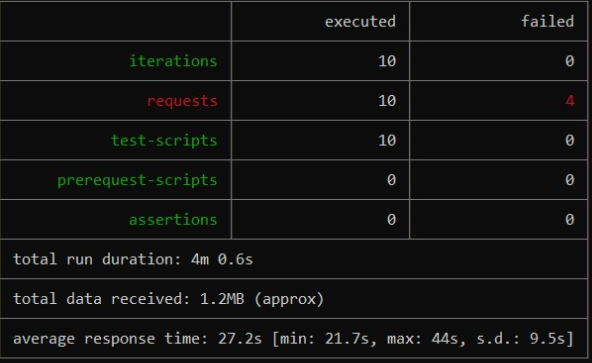 executed failed
iterations 10 0
requests 10 4
test-scripts 10 0
prerequest-scripts 0 0
assertions 0 0
total run duration: 4m 0.6s
total data received: 1.2MB (approx)
average response time: 27.2s [min: 21.7s, max: 44s, s.d.: 9.5s]